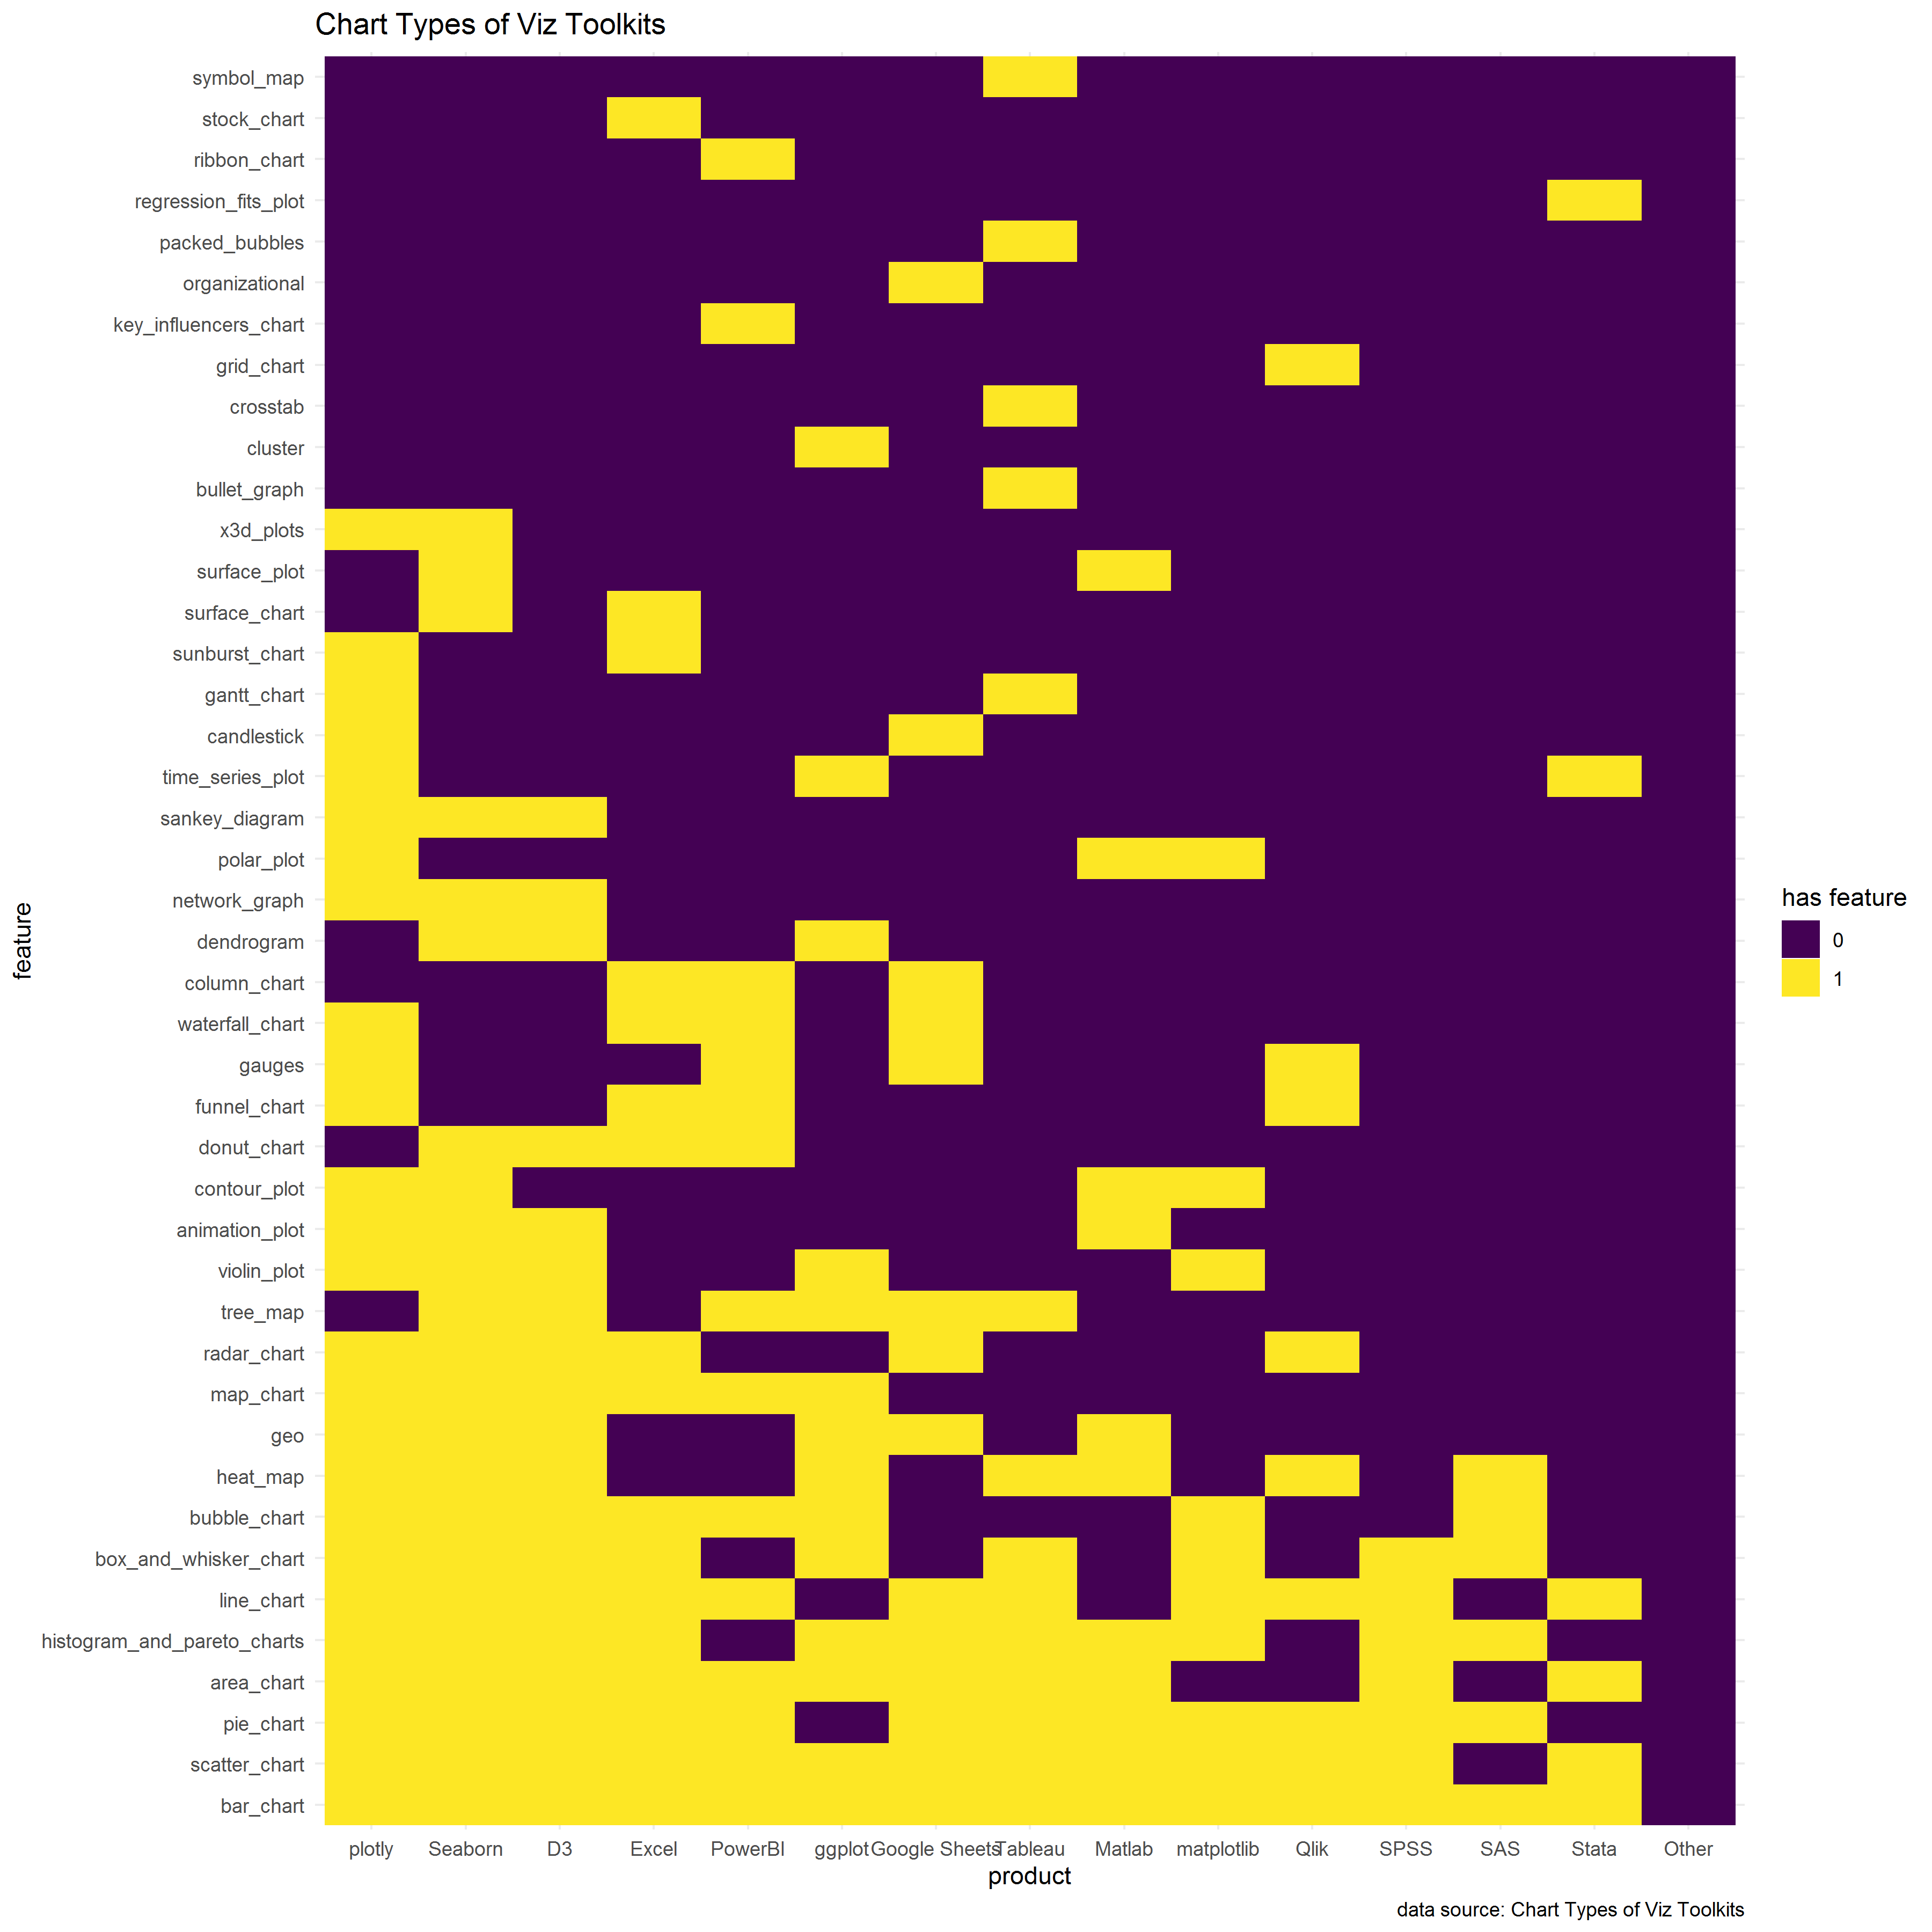 Chart Types of Viz Toolkits
symbol_map
stock_chart
ribbon_chart
regression_fits_plot
packed_bubbles
organizational
key_influencers_chart
grid_chart
crosstab
cluster
bullet_graph
x3d_plots
surface_plot
surface_chart
sunburst_chart
gantt_chart
candlestick
time_series_plot
sankey_diagram
polar_plot
network_graph
dendrogram
column_chart
waterfall_chart
gauges
funnel_chart
donut_chart
contour_plot
animation_plot
violin_plot
tree_map
radar_chart
map_chart
geo
heat_map
bubble_chart
box_and_whisker_chart
line_chart
histogram_and_pareto_charts
area_chart
pie_chart
scatter_chart
bar_chart
feature
has feature
0
1
plotly Seaborn D3 Excel PowerBI ggplot Google Sheets Tableau Matlab matplotlib Qlik SPSS SAS Stata Other
product
data source: Chart Types of Viz Toolkits